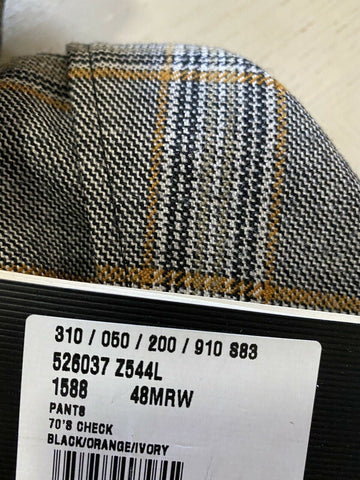 310 / 050 / 200 / 910 S83
526037 Z544L
1588 48MRW
PANTS
70'S CHECK
BLACK/ORANGE/IVORY